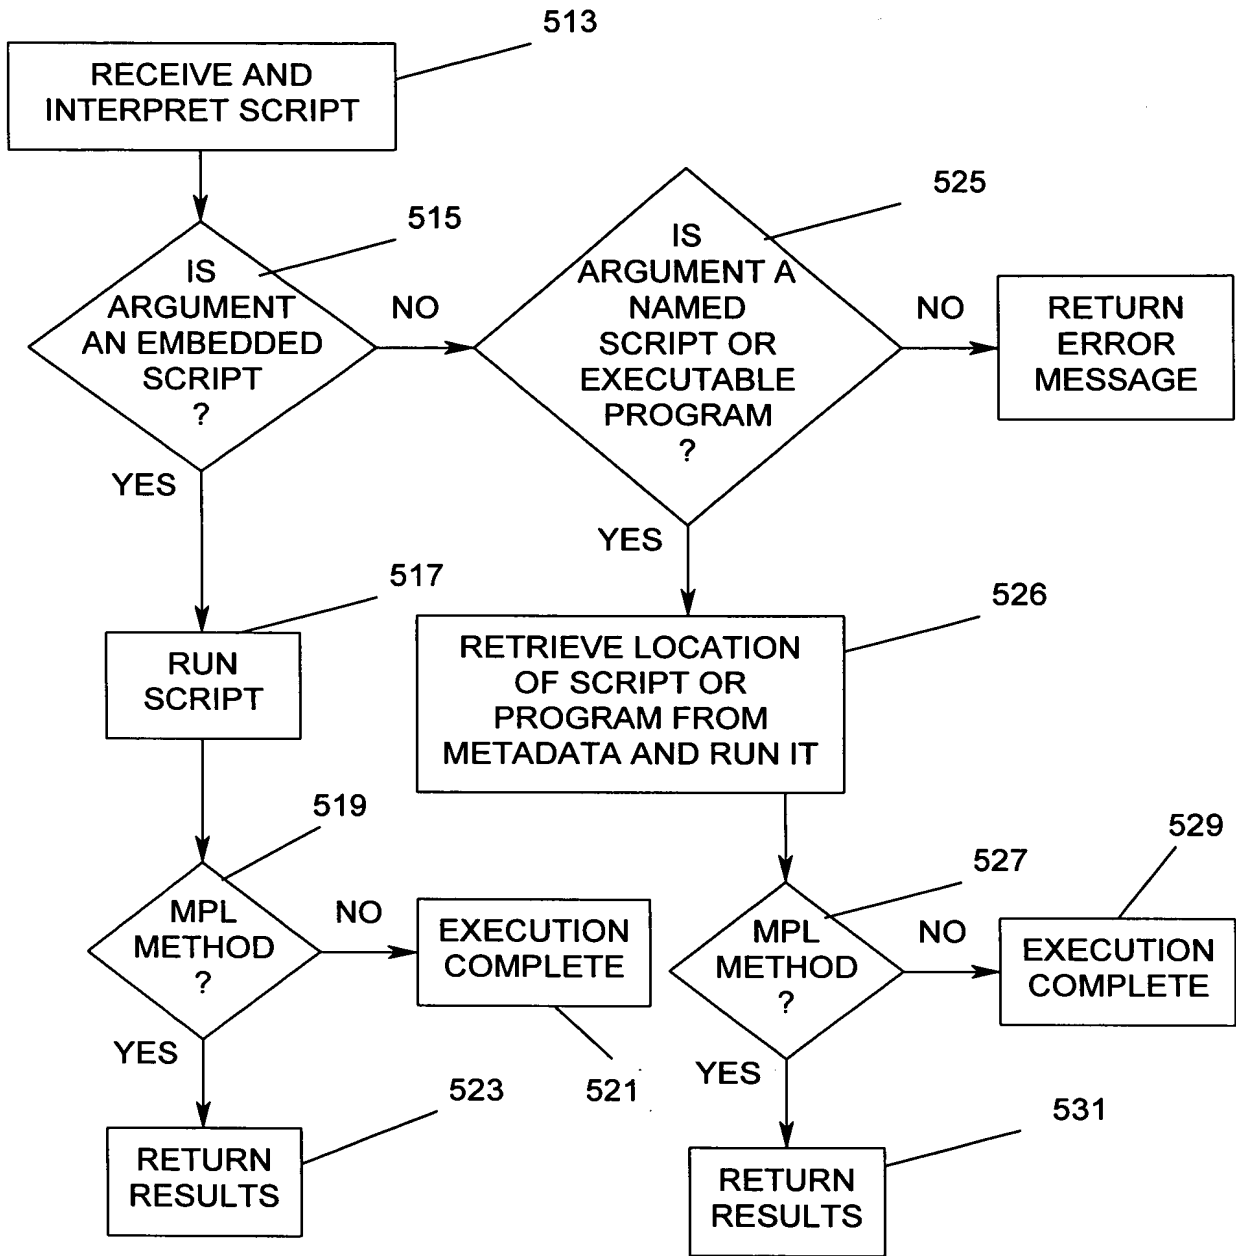 513
RECEIVE AND
INTERPRET SCRIPT
515
IS
ARGUMENT
AN EMBEDDED
SCRIPT
?
NO
YES
525
IS
ARGUMENT A
NAMED
SCRIPT OR
EXECUTABLE
PROGRAM
?
NO
YES
RETURN
ERROR
MESSAGE
517
RUN
SCRIPT
526
RETRIEVE LOCATION
OF SCRIPT OR
PROGRAM FROM
METADATA AND RUN IT
519
MPL
METHOD
?
NO
YES
EXECUTION
COMPLETE
521
523
RETURN
RESULTS
527
MPL
METHOD
?
NO
YES
529
EXECUTION
COMPLETE
531
RETURN
RESULTS